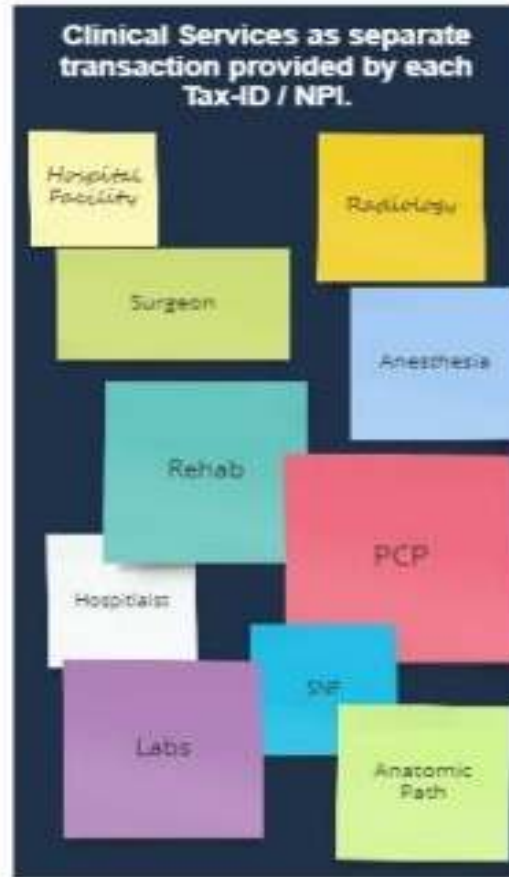 Clinical Services as separate
transaction provided by each
Tax-ID / NPI.
Hospital
Facility
Radiology
Surgeon
Anesthesia
Rehab
PCP
Hospitlaist
SNF
Labs
Anatomic
Path